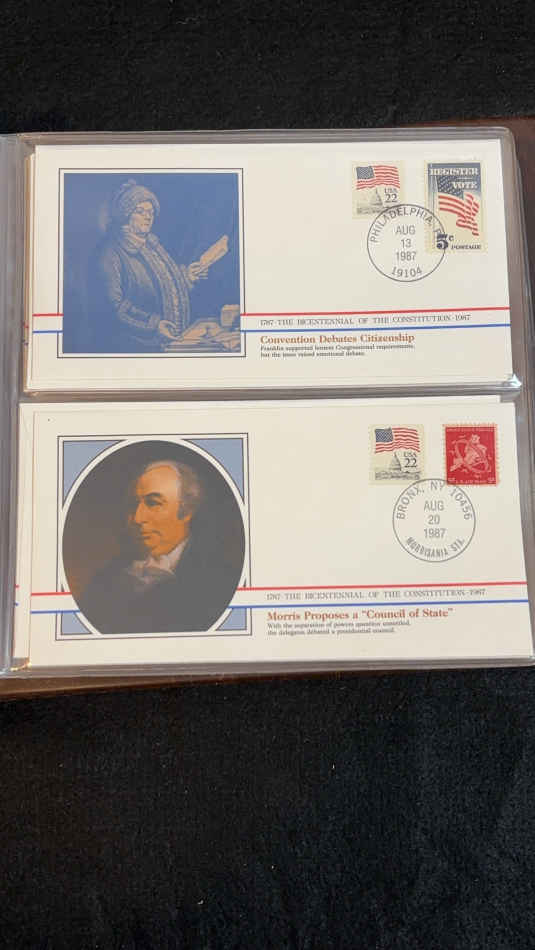 USA
22
REGISTER
VOTE
5c
POSTAGE
PHILADELPHIA, P
AUG
13
1987
19104
1787·THE BICENTENNIAL OF THE CONSTITUTION·1987
Convention Debates Citizenship
Franklin supported lenient Congressional requirements,
but the issue raised emotional debate.
USA
22
BRONX, NY 10456
AUG
20
1987
MORRISANIA STA.
1787·THE BICENTENNIAL OF THE CONSTITUTION·1987
Morris Proposes a "Council of State"
With the separation of powers question unsettled,
the delegates debated a presidential council.